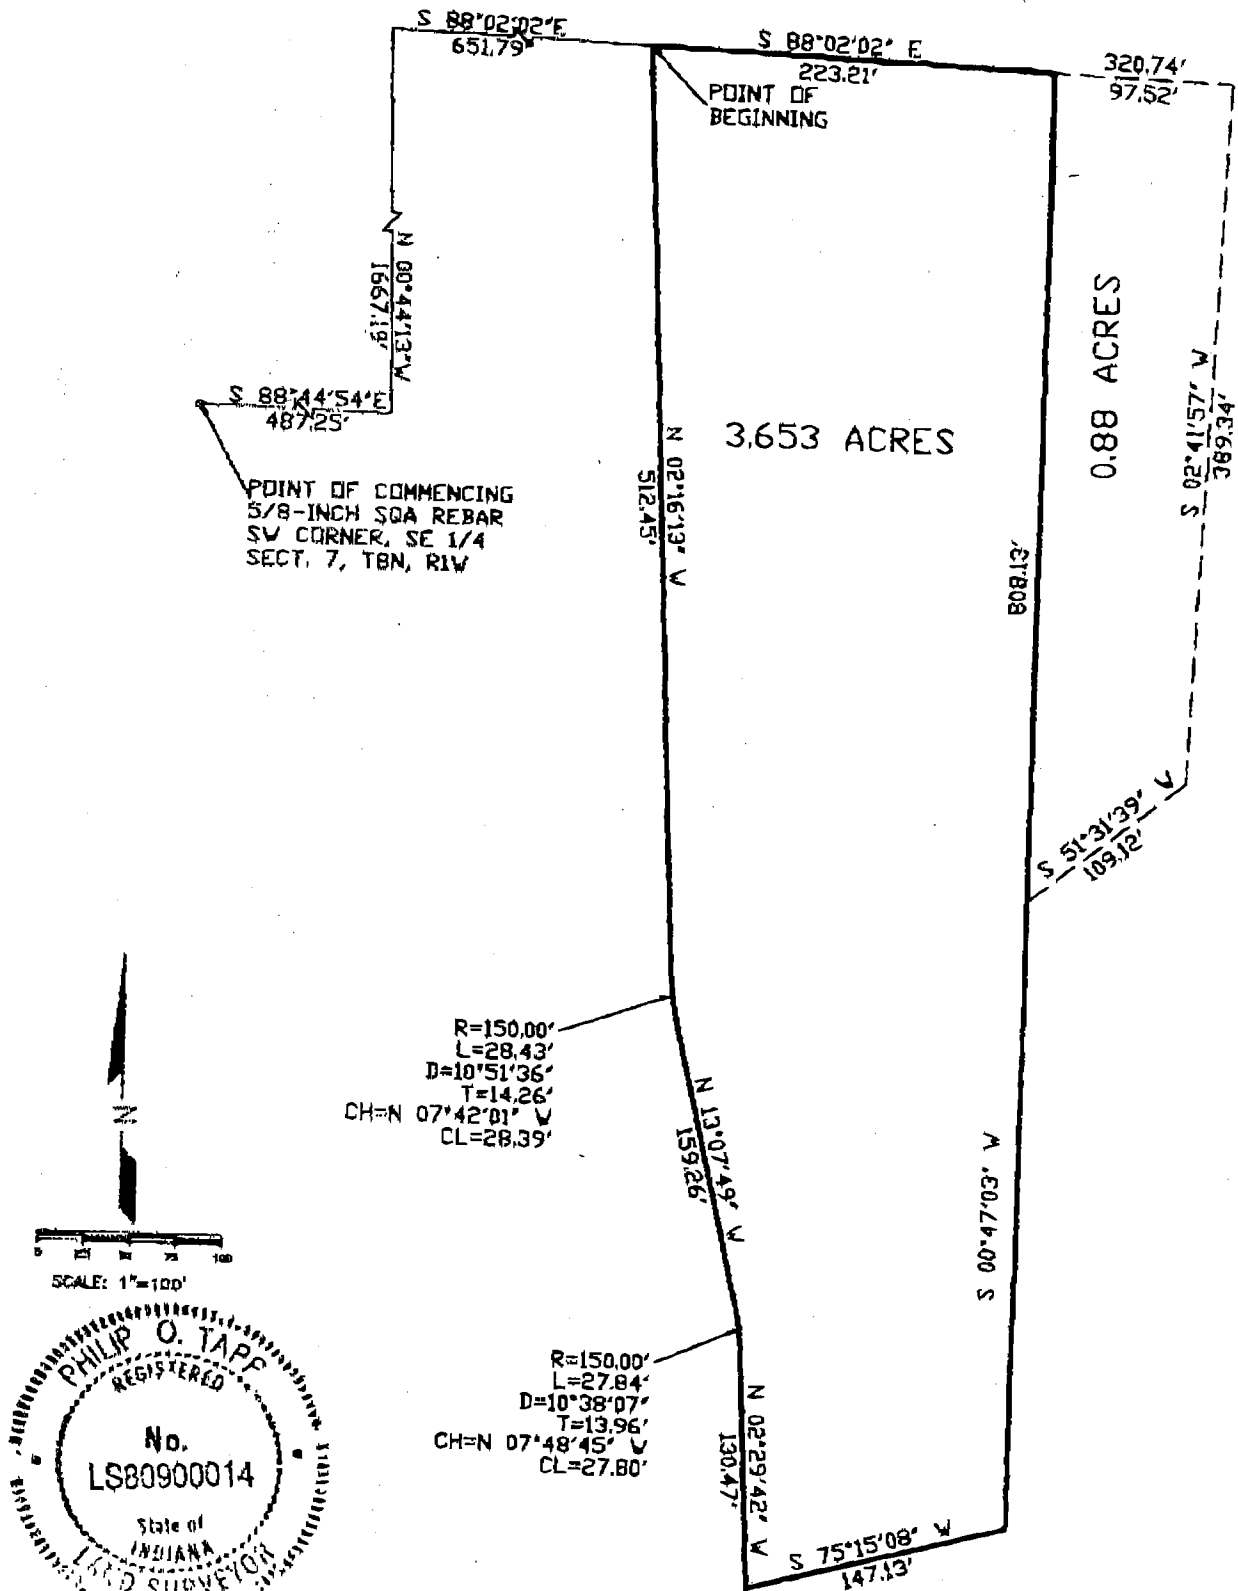 S 88°02'02"E
651.79'
S 88°02'02" E
223.21'
320.74'
97.52'
POINT OF
BEGINNING
N 00°44'13"W
1667.19'
S 88°44'54"E
487.25'
POINT OF COMMENCING
5/8-INCH SQA REBAR
SW CORNER, SE 1/4
SECT. 7, T8N, R1W
N 02°16'13" W
512.45'
3.653 ACRES
0.88 ACRES
S 02°41'57" W
389.34'
808.13'
S 51°31'39" W
109.12'
R=150.00'
L=28.43'
D=10°51'36"
T=14.26'
CH=N 07°42'01" W
CL=28.39'
N 13°07'49" W
159.26'
S 00°47'03" W
N
0 25 50 75 100
SCALE: 1"=100'
R=150.00'
L=27.84'
D=10°38'07"
T=13.96'
CH=N 07°48'45" W
CL=27.80'
N 02°29'42" W
130.47'
S 75°15'08" W
147.13'
PHILIP O. TAPP
REGISTERED
No.
LS80900014
State of
INDIANA
LAND SURVEYOR